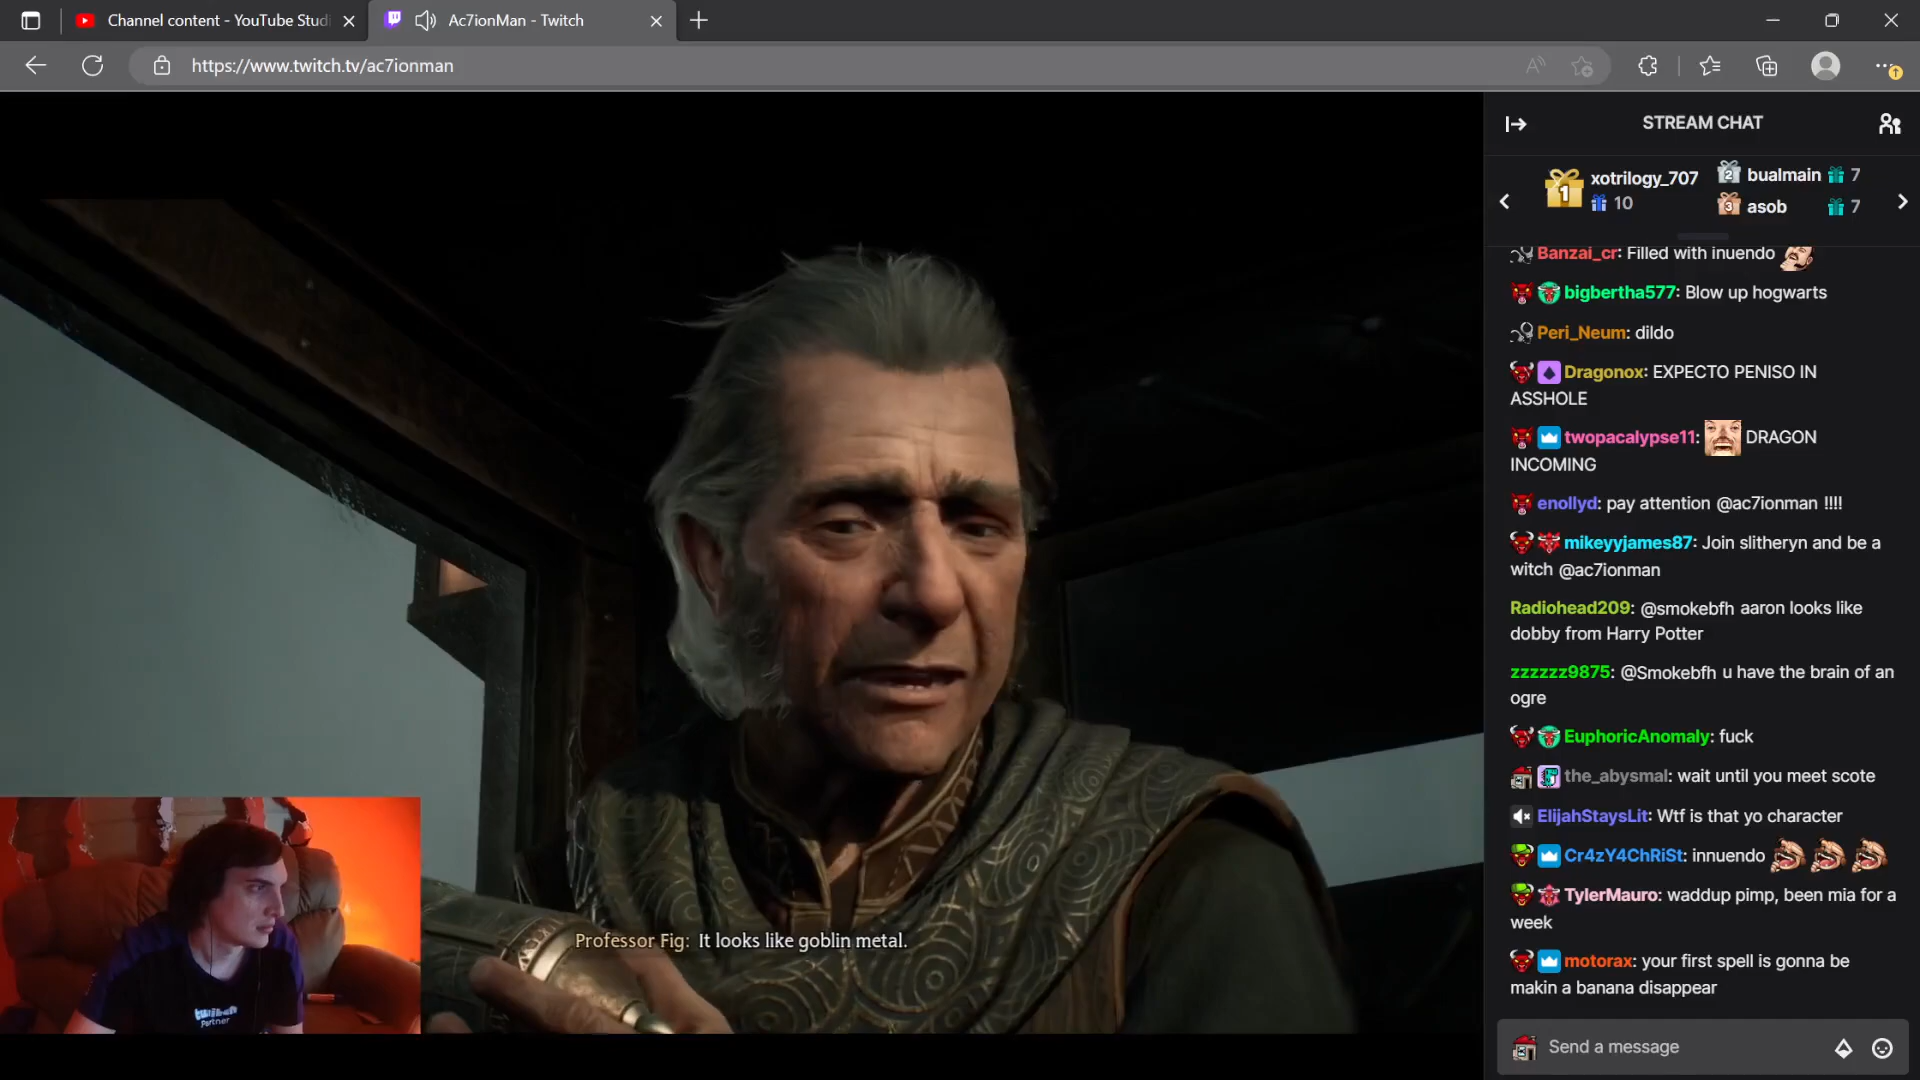 Channel content - YouTube Studi
Ac7ionMan - Twitch
https://www.twitch.tv/ac7ionman
STREAM CHAT
1 xotrilogy_707
10
2 bualmain 7
3 asob 7
Banzai_cr: Filled with inuendo
bigbertha577: Blow up hogwarts
Peri_Neum: dildo
Dragonox: EXPECTO PENISO IN
ASSHOLE
twopacalypse11: DRAGON
INCOMING
enollyd: pay attention @ac7ionman !!!!
mikeyyjames87: Join slitheryn and be a
witch @ac7ionman
Radiohead209: @smokebfh aaron looks like
dobby from Harry Potter
zzzzzz9875: @Smokebfh u have the brain of an
ogre
EuphoricAnomaly: fuck
the_abysmal: wait until you meet scote
ElijahStaysLit: Wtf is that yo character
Cr4zY4ChRiSt: innuendo
TylerMauro: waddup pimp, been mia for a
week
motorax: your first spell is gonna be
makin a banana disappear
Send a message
Professor Fig: It looks like goblin metal.
Partner